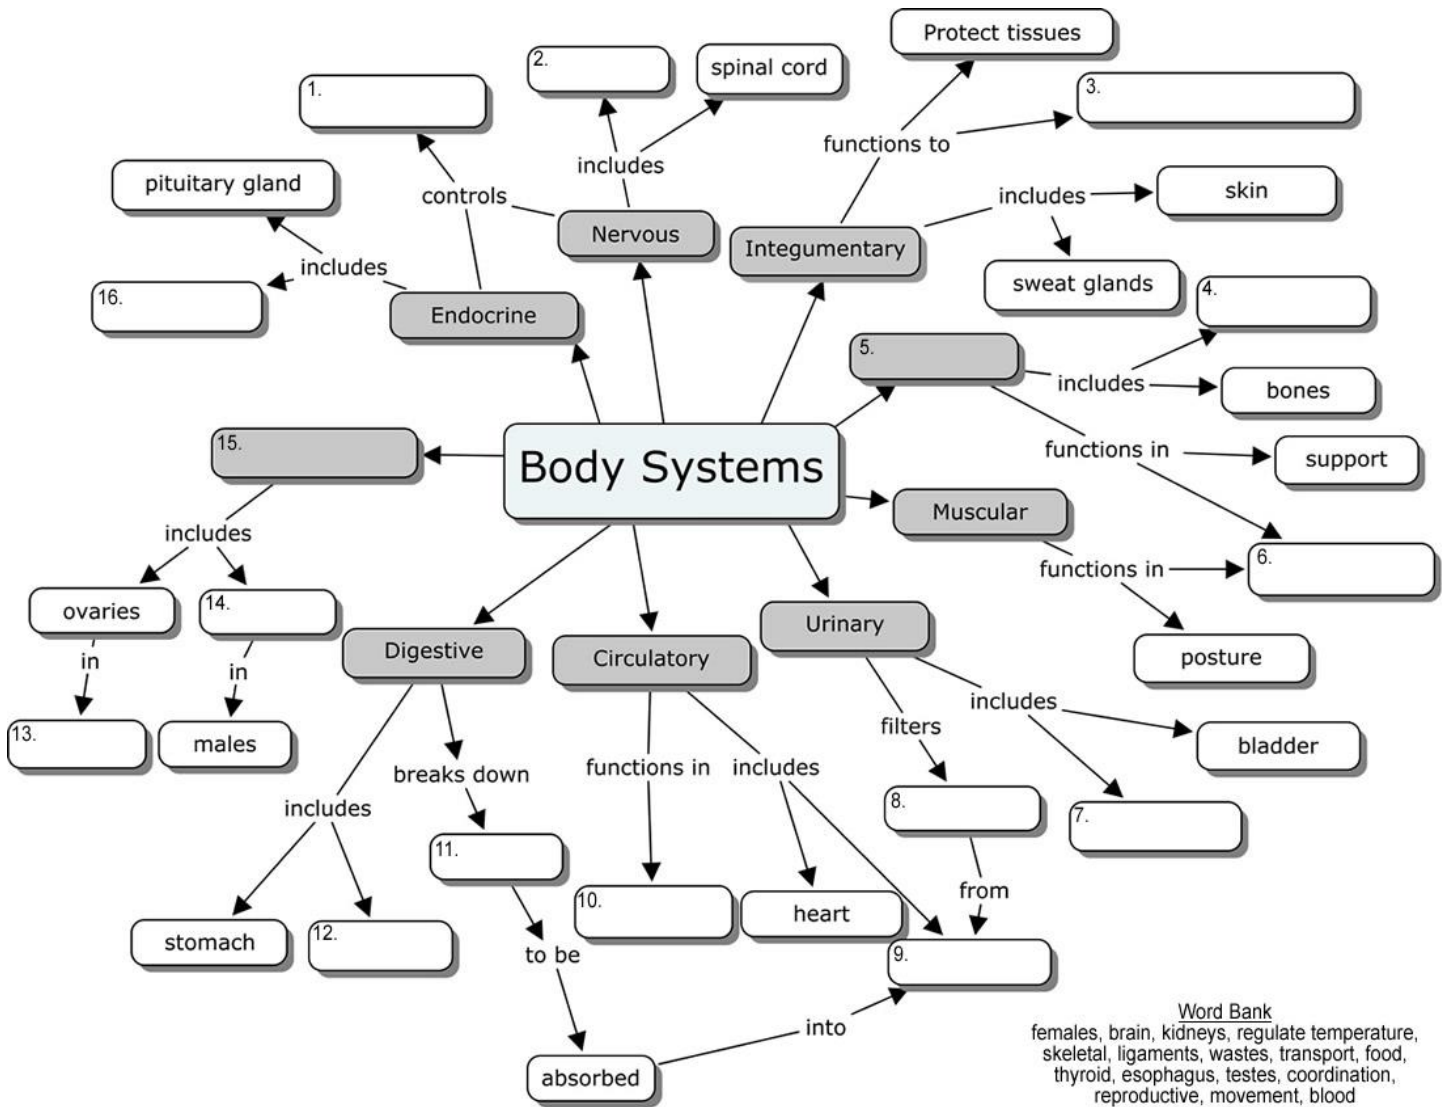 Protect tissues
2.
spinal cord
1.
3.
functions to
includes
pituitary gland
controls
includes
skin
Nervous
Integumentary
includes
sweat glands
4.
16.
Endocrine
5.
includes
bones
15.
Body Systems
functions in
support
Muscular
includes
functions in
6.
ovaries
14.
Urinary
Digestive
Circulatory
posture
in
in
13.
males
filters
includes
bladder
breaks down
functions in
includes
includes
8.
7.
11.
from
10.
heart
stomach
12.
to be
9.
into
absorbed
Word Bank
females, brain, kidneys, regulate temperature,
skeletal, ligaments, wastes, transport, food,
thyroid, esophagus, testes, coordination,
reproductive, movement, blood